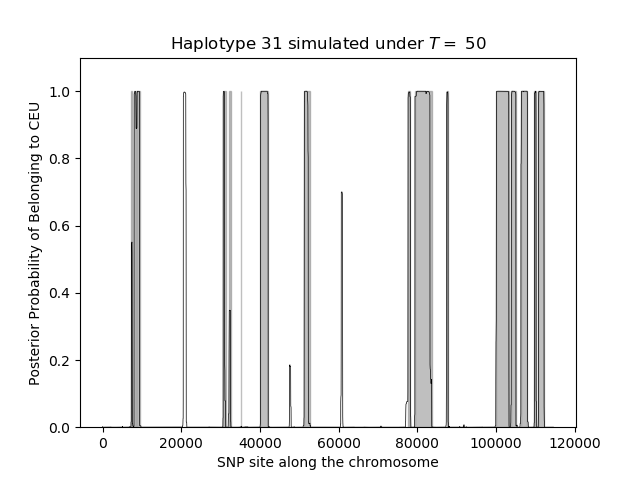 Haplotype 31 simulated under T = 50
Posterior Probability of Belonging to CEU
1.0
0.8
0.6
0.4
0.2
0.0
0 20000 40000 60000 80000 100000 120000
SNP site along the chromosome